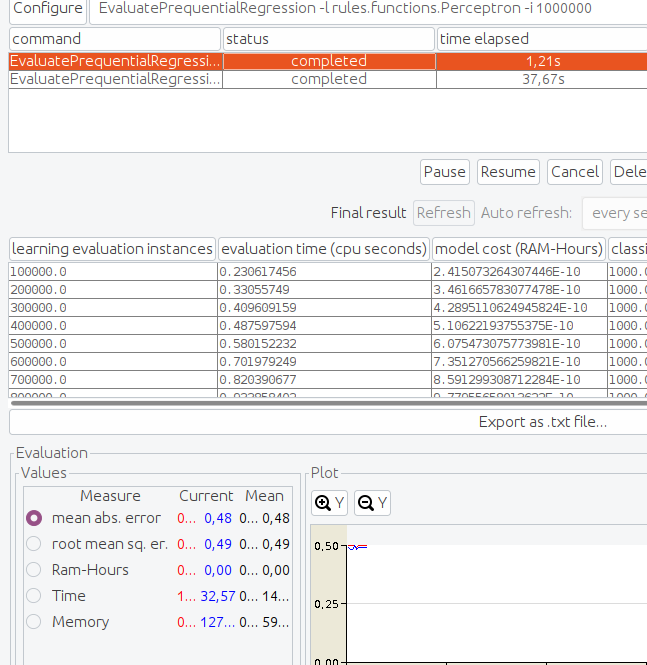 Configure EvaluatePrequentialRegression -l rules.functions.Perceptron -i 1000000
command status time elapsed
EvaluatePrequentialRegressi... completed 1,21s
EvaluatePrequentialRegressi... completed 37,67s
Pause Resume Cancel Dele
Final result Refresh Auto refresh: every se
learning evaluation instances evaluation time (cpu seconds) model cost (RAM-Hours) classi
100000.0 0.230617456 2.415073264307446E-10 1000.0
200000.0 0.33055749 3.461665783077478E-10 1000.0
300000.0 0.409609159 4.2895110624945824E-10 1000.0
400000.0 0.487597594 5.10622193755375E-10 1000.0
500000.0 0.580152232 6.075473075773981E-10 1000.0
600000.0 0.701979249 7.351270566259821E-10 1000.0
700000.0 0.820390677 8.591299308712284E-10 1000.0
Export as .txt file...
Evaluation
Values Plot
Measure Current Mean
mean abs. error 0... 0,48 0... 0,48
root mean sq. er. 0... 0,49 0... 0,49
Ram-Hours 0... 0,00 0... 0,00
Time 1... 32,57 0... 14...
Memory 0... 127... 0... 59...
Y Y
0,50
0,25
0,00